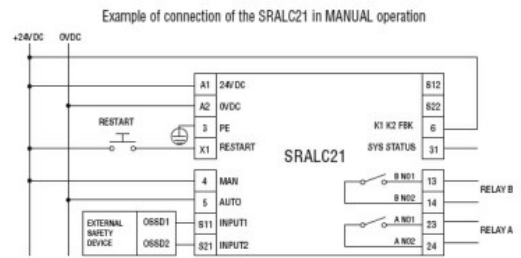 Example of connection of the SRALC21 in MANUAL operation
+24VDC 0VDC
A1 24VDC S12
A2 0VDC S22
RESTART
3 PE K1 K2 FBK 6
X1 RESTART SYS STATUS 31
SRALC21
4 MAN B NO1 13
RELAY B
5 AUTO B NO2 14
EXTERNAL SAFETY DEVICE
OSSD1 S11 INPUT1 A NO1 23
RELAY A
OSSD2 S21 INPUT2 A NO2 24